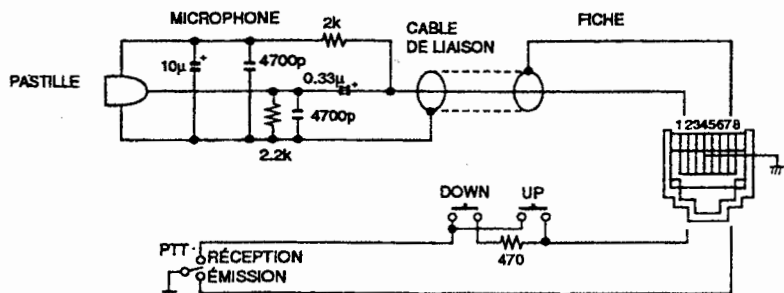 MICROPHONE
2k
CABLE
DE LIAISON
FICHE
10µ
+
4700p
0.33µ
+
PASTILLE
4700p
2.2k
12345678
DOWN
UP
470
PTT
RÉCEPTION
ÉMISSION